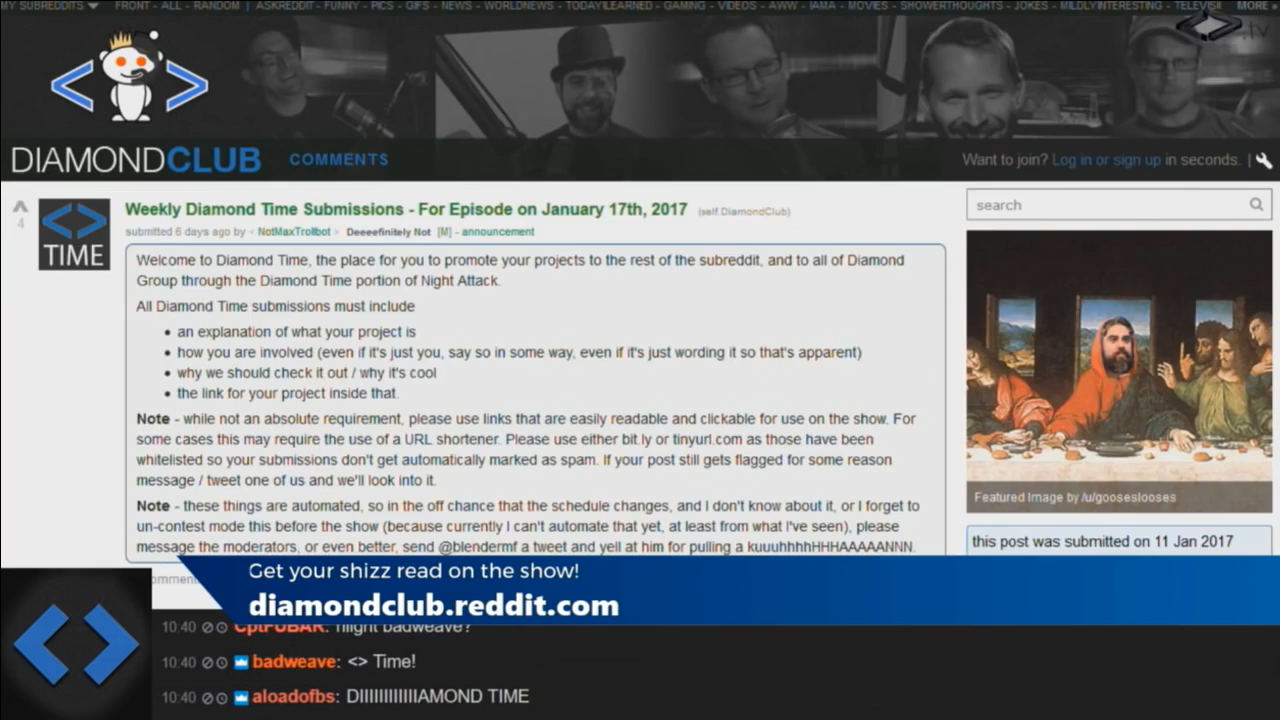 MY SUBREDDITS FRONT - ALL - RANDOM | ASKREDDIT - FUNNY - PICS - GIFS - NEWS - WORLDNEWS - TODAYILEARNED - GAMING - VIDEOS - AWW - IAMA - MOVIES - SHOWERTHOUGHTS - JOKES - MILDLYINTERESTING - MORE »
.tv
DIAMONDCLUB COMMENTS
Want to join? Log in or sign up in seconds. |
search
4
TIME
Weekly Diamond Time Submissions - For Episode on January 17th, 2017 (self.DiamondClub)
submitted 6 days ago by NotMaxTrollbot Deeeefinitely Not [M] - announcement
Welcome to Diamond Time, the place for you to promote your projects to the rest of the subreddit, and to all of Diamond
Group through the Diamond Time portion of Night Attack.
All Diamond Time submissions must include
• an explanation of what your project is
• how you are involved (even if it's just you, say so in some way, even if it's just wording it so that's apparent)
• why we should check it out / why it's cool
• the link for your project inside that.
Note - while not an absolute requirement, please use links that are easily readable and clickable for use on the show. For
some cases this may require the use of a URL shortener. Please use either bit.ly or tinyurl.com as those have been
whitelisted so your submissions don't get automatically marked as spam. If your post still gets flagged for some reason
message / tweet one of us and we'll look into it.
Note - these things are automated, so in the off chance that the schedule changes, and I don't know about it, or I forget to
un-contest mode this before the show (because currently I can't automate that yet, at least from what I've seen), please
message the moderators, or even better, send @blendermf a tweet and yell at him for pulling a kuuuhhhhHHHAAAAANNN.
Featured Image by /u/gooseslooses
this post was submitted on 11 Jan 2017
Get your shizz read on the show!
diamondclub.reddit.com
10:40 CptFUBAR: night badweave?
10:40 badweave: <> Time!
10:40 aloadofbs: DIIIIIIIIIIIIAMOND TIME